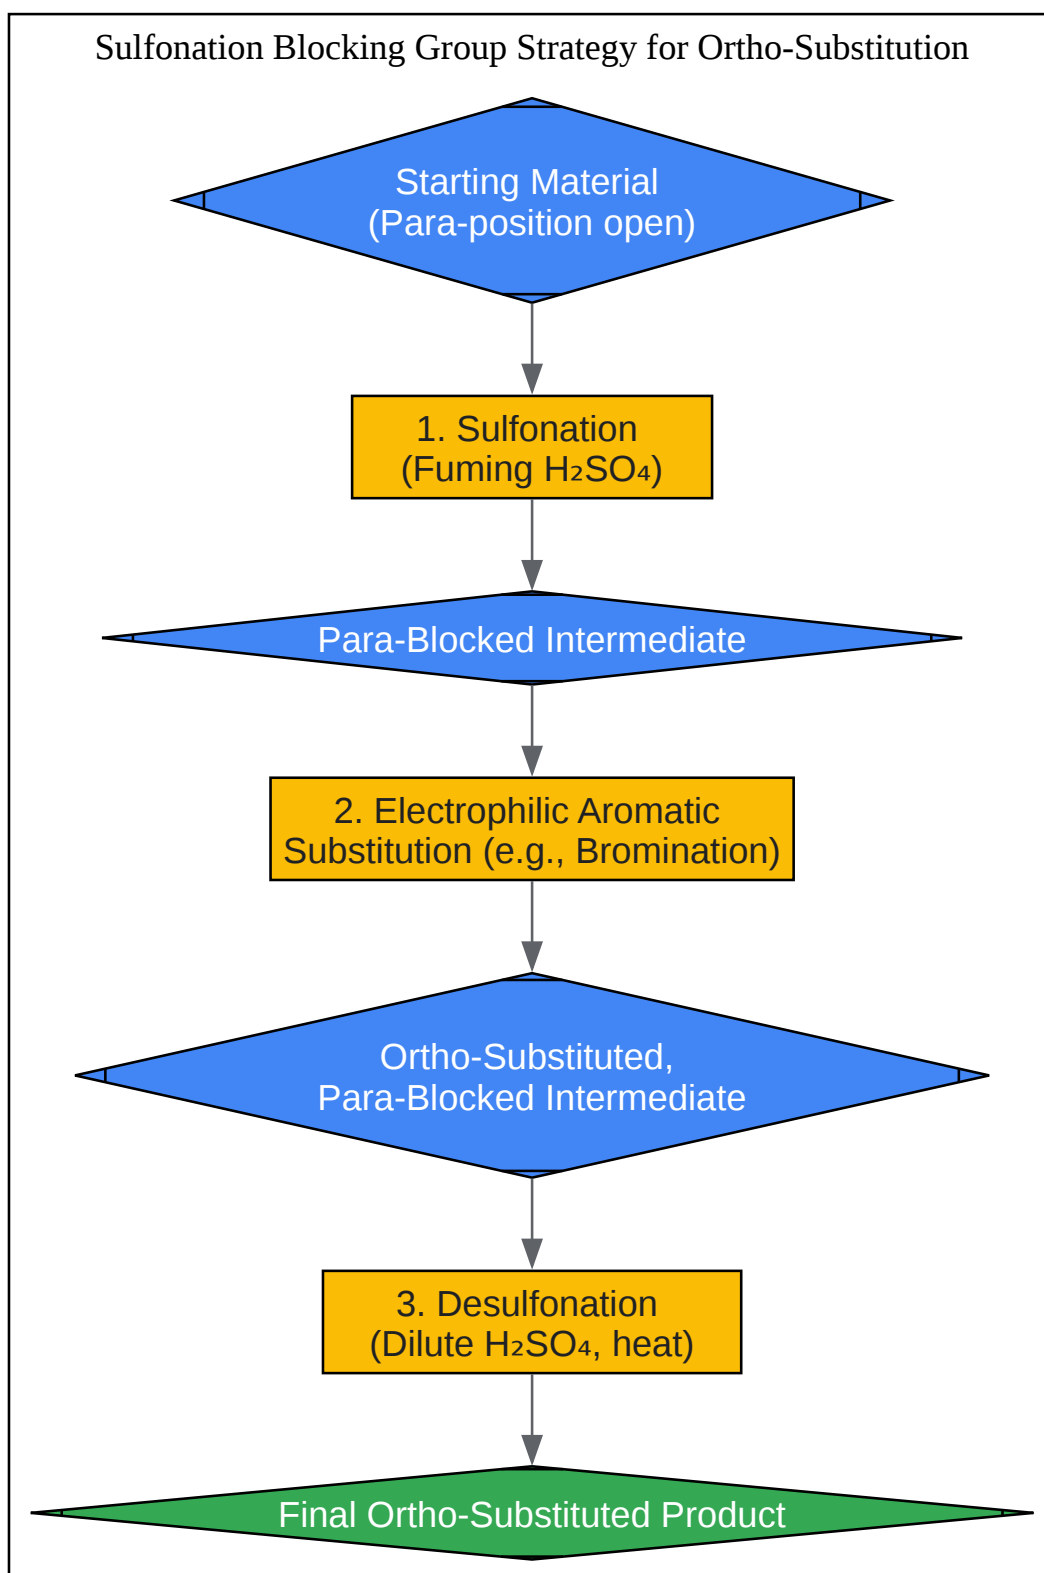 Sulfonation Blocking Group Strategy for Ortho-Substitution
Starting Material
(Para-position open)
1. Sulfonation
(Fuming H₂SO₄)
Para-Blocked Intermediate
2. Electrophilic Aromatic
Substitution (e.g., Bromination)
Ortho-Substituted,
Para-Blocked Intermediate
3. Desulfonation
(Dilute H₂SO₄, heat)
Final Ortho-Substituted Product